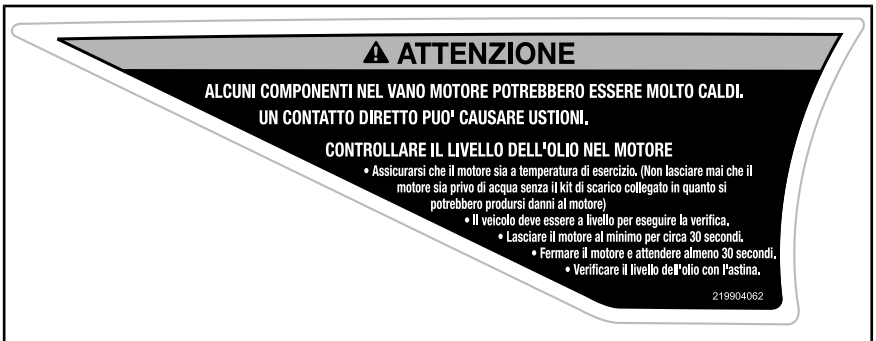 ATTENZIONE
ALCUNI COMPONENTI NEL VANO MOTORE POTREBBERO ESSERE MOLTO CALDI.
UN CONTATTO DIRETTO PUO' CAUSARE USTIONI.
CONTROLLARE IL LIVELLO DELL'OLIO NEL MOTORE
• Assicurarsi che il motore sia a temperatura di esercizio. (Non lasciare mai che il
motore sia privo di acqua senza il kit di scarico collegato in quanto si
potrebbero prodursi danni al motore)
• Il veicolo deve essere a livello per eseguire la verifica.
• Lasciare il motore al minimo per circa 30 secondi.
• Fermare il motore e attendere almeno 30 secondi.
• Verificare il livello dell'olio con l'astina.
219904062